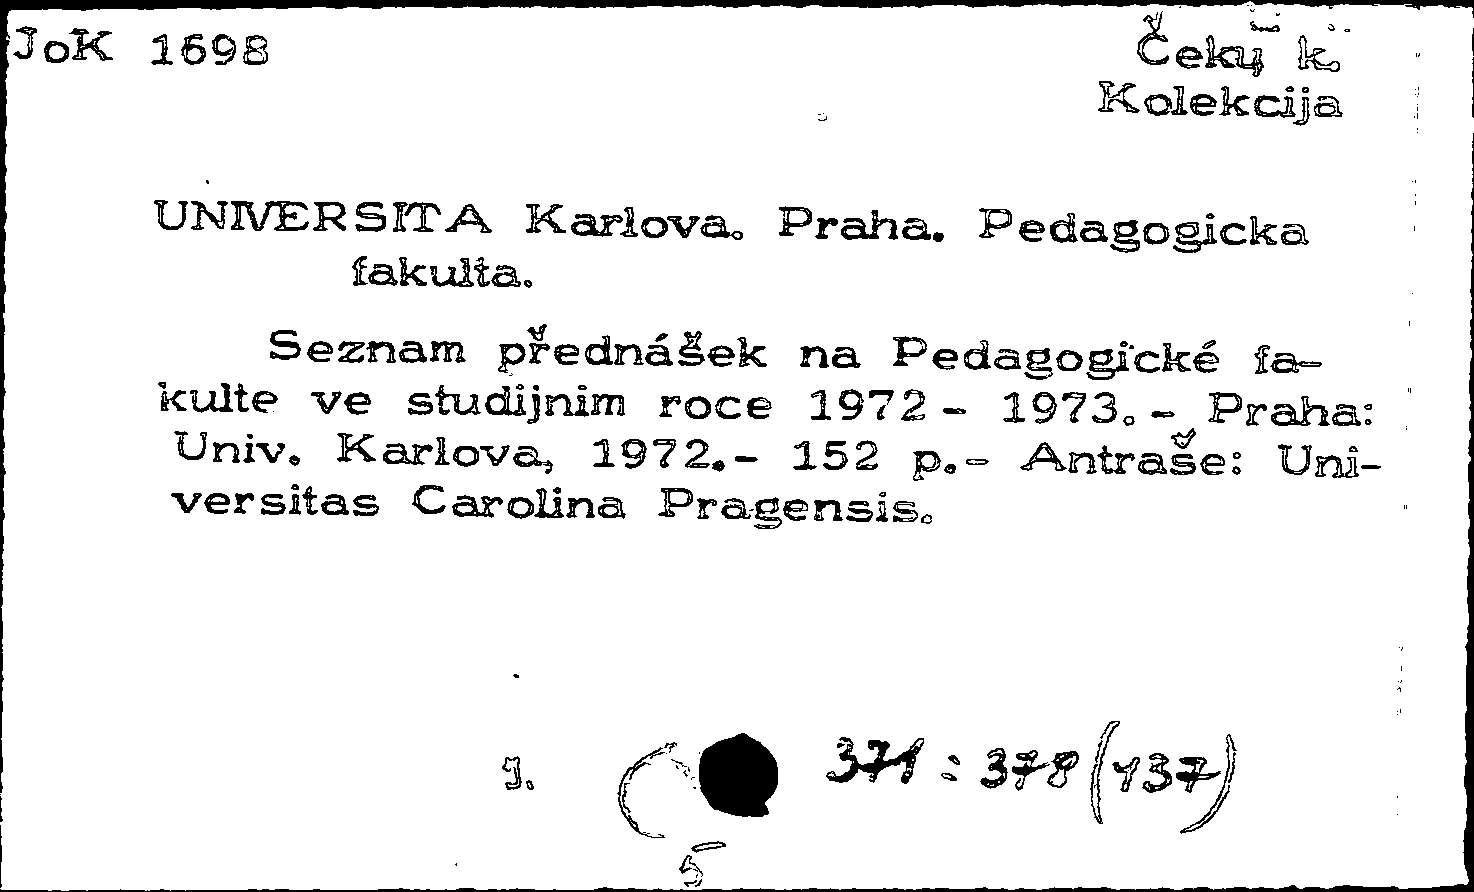 JoK 1698
Čekų k.
Kolekcija
UNIVERSITA Karlova. Praha. Pedagogicka
fakulta.
Seznam přednášek na Pedagogické fa-
kulte ve studijnim roce 1972 - 1973. - Praha:
Univ. Karlova, 1972. - 152 p. - Antraše: Uni-
versitas Carolina Pragensis.
371 : 378 (437)
5